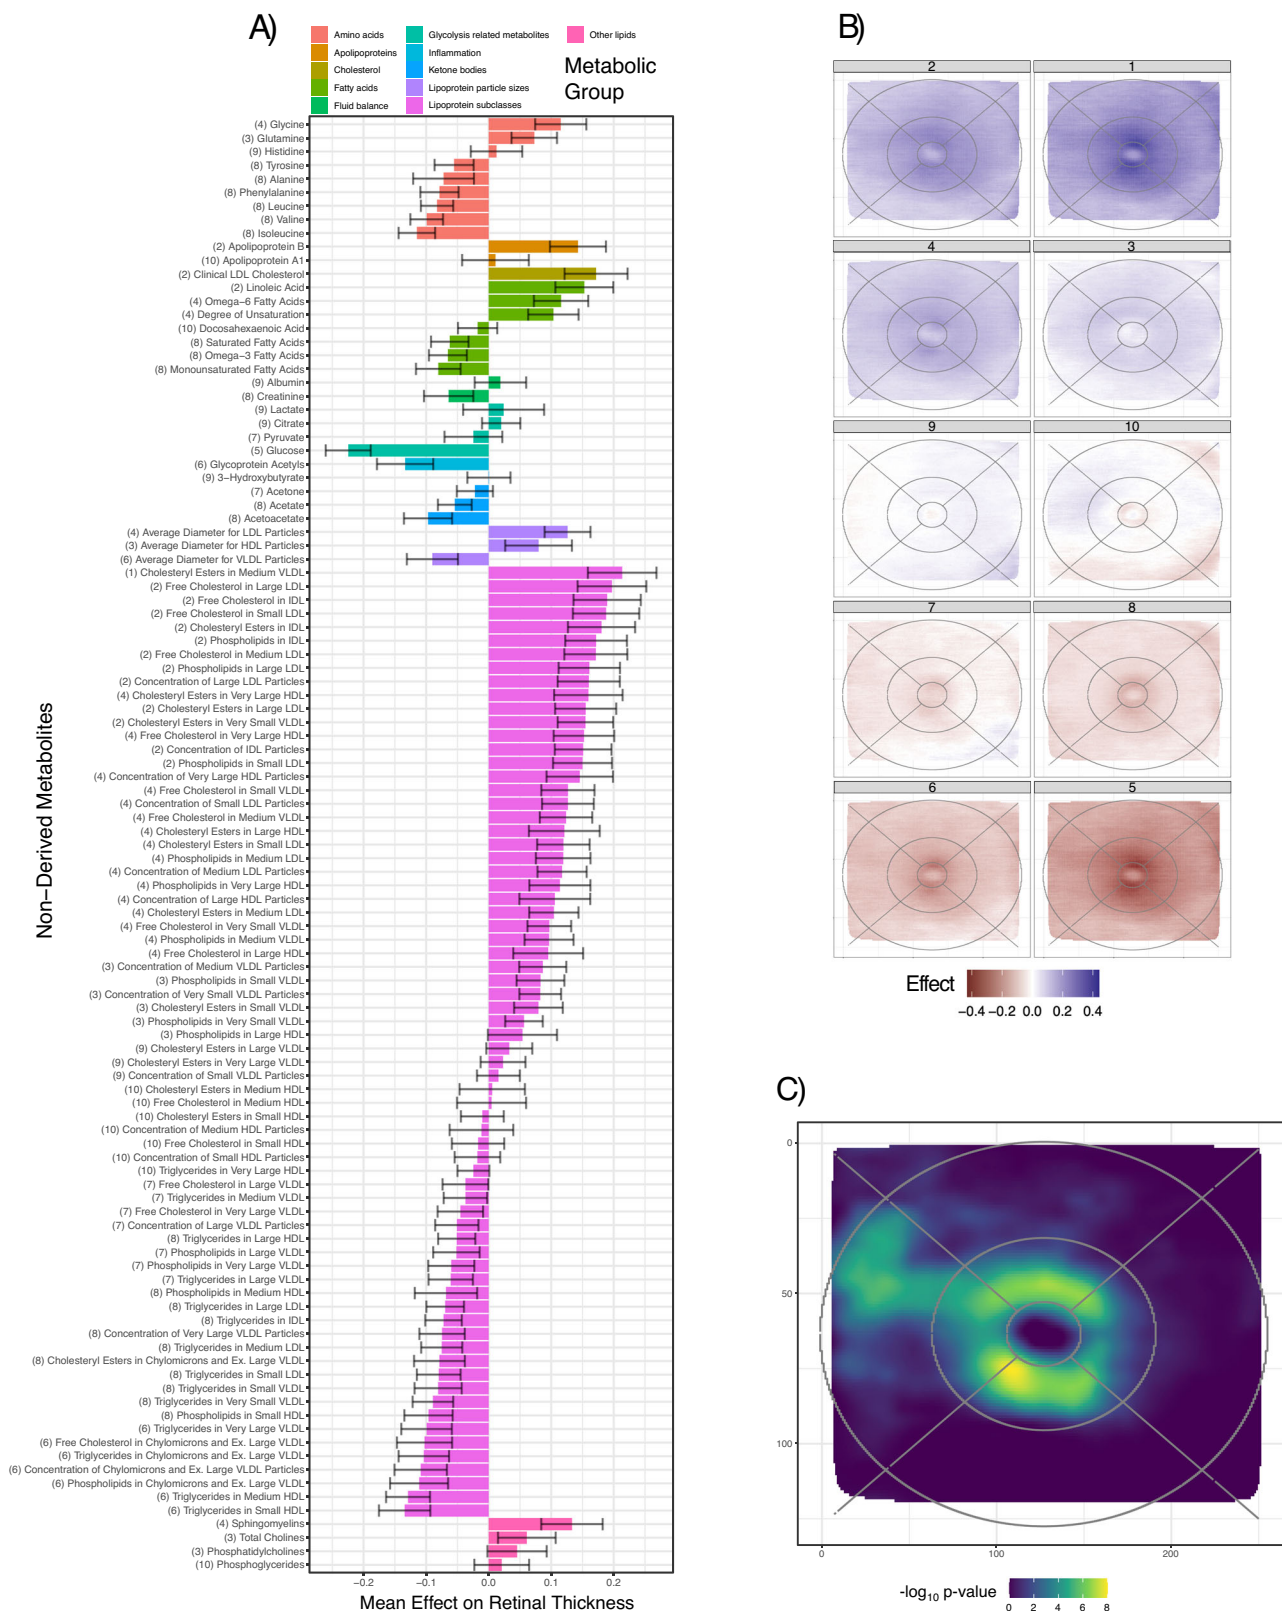 A)
Amino acids
Apolipoproteins
Cholesterol
Fatty acids
Fluid balance
Glycolysis related metabolites
Inflammation
Ketone bodies
Lipoprotein particle sizes
Lipoprotein subclasses
Other lipids
Metabolic
Group
Non−Derived Metabolites
(4) Glycine
(3) Glutamine
(9) Histidine
(8) Tyrosine
(8) Alanine
(8) Phenylalanine
(8) Leucine
(8) Valine
(8) Isoleucine
(2) Apolipoprotein B
(10) Apolipoprotein A1
(2) Clinical LDL Cholesterol
(2) Linoleic Acid
(4) Omega−6 Fatty Acids
(4) Degree of Unsaturation
(10) Docosahexaenoic Acid
(8) Saturated Fatty Acids
(8) Omega−3 Fatty Acids
(8) Monounsaturated Fatty Acids
(9) Albumin
(8) Creatinine
(9) Lactate
(9) Citrate
(7) Pyruvate
(5) Glucose
(6) Glycoprotein Acetyls
(9) 3−Hydroxybutyrate
(7) Acetone
(8) Acetate
(8) Acetoacetate
(4) Average Diameter for LDL Particles
(3) Average Diameter for HDL Particles
(6) Average Diameter for VLDL Particles
(1) Cholesteryl Esters in Medium VLDL
(2) Free Cholesterol in Large LDL
(2) Free Cholesterol in IDL
(2) Free Cholesterol in Small LDL
(2) Cholesteryl Esters in IDL
(2) Phospholipids in IDL
(2) Free Cholesterol in Medium LDL
(2) Phospholipids in Large LDL
(2) Concentration of Large LDL Particles
(4) Cholesteryl Esters in Very Large HDL
(2) Cholesteryl Esters in Large LDL
(2) Cholesteryl Esters in Very Small VLDL
(4) Free Cholesterol in Very Large HDL
(2) Concentration of IDL Particles
(2) Phospholipids in Small LDL
(4) Concentration of Very Large HDL Particles
(4) Free Cholesterol in Small VLDL
(4) Concentration of Small LDL Particles
(4) Free Cholesterol in Medium VLDL
(4) Cholesteryl Esters in Large HDL
(4) Cholesteryl Esters in Small LDL
(4) Phospholipids in Medium LDL
(4) Concentration of Medium LDL Particles
(4) Phospholipids in Very Large HDL
(4) Concentration of Large HDL Particles
(4) Cholesteryl Esters in Medium LDL
(4) Free Cholesterol in Very Small VLDL
(4) Phospholipids in Medium VLDL
(4) Free Cholesterol in Large HDL
(3) Concentration of Medium VLDL Particles
(3) Phospholipids in Small VLDL
(3) Concentration of Very Small VLDL Particles
(3) Cholesteryl Esters in Small VLDL
(3) Phospholipids in Very Small VLDL
(3) Phospholipids in Large HDL
(9) Cholesteryl Esters in Large VLDL
(9) Cholesteryl Esters in Very Large VLDL
(9) Concentration of Small VLDL Particles
(10) Cholesteryl Esters in Medium HDL
(10) Free Cholesterol in Medium HDL
(10) Cholesteryl Esters in Small HDL
(10) Concentration of Medium HDL Particles
(10) Free Cholesterol in Small HDL
(10) Concentration of Small HDL Particles
(10) Triglycerides in Very Large HDL
(7) Free Cholesterol in Large VLDL
(7) Triglycerides in Medium VLDL
(7) Free Cholesterol in Very Large VLDL
(7) Concentration of Large VLDL Particles
(8) Triglycerides in Large HDL
(7) Phospholipids in Large VLDL
(7) Phospholipids in Very Large VLDL
(7) Triglycerides in Large VLDL
(8) Phospholipids in Medium HDL
(8) Triglycerides in Large LDL
(8) Triglycerides in IDL
(8) Concentration of Very Large VLDL Particles
(8) Triglycerides in Medium LDL
(8) Cholesteryl Esters in Chylomicrons and Ex. Large VLDL
(8) Triglycerides in Small LDL
(8) Triglycerides in Small VLDL
(8) Triglycerides in Very Small VLDL
(8) Phospholipids in Small HDL
(6) Triglycerides in Very Large VLDL
(6) Free Cholesterol in Chylomicrons and Ex. Large VLDL
(6) Triglycerides in Chylomicrons and Ex. Large VLDL
(6) Concentration of Chylomicrons and Ex. Large VLDL Particles
(6) Phospholipids in Chylomicrons and Ex. Large VLDL
(6) Triglycerides in Medium HDL
(6) Triglycerides in Small HDL
(4) Sphingomyelins
(3) Total Cholines
(3) Phosphatidylcholines
(10) Phosphoglycerides
−0.2 −0.1 0.0 0.1 0.2
Mean Effect on Retinal Thickness
B)
2 1
4 3
9 10
7 8
6 5
Effect
−0.4 −0.2 0.0 0.2 0.4
C)
0
50
100
0 100 200
-log10 p-value
0 2 4 6 8